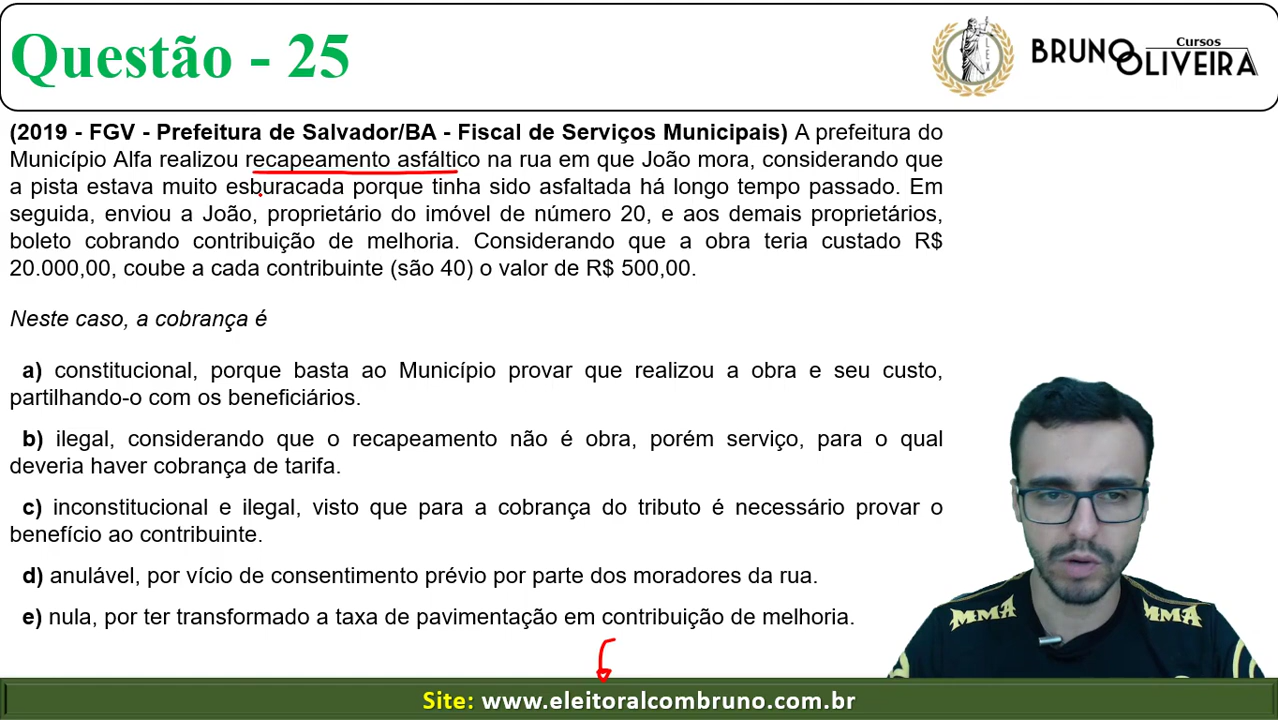 Questão - 25
Cursos
BRUNO
OLIVEIRA
LEX
(2019 - FGV - Prefeitura de Salvador/BA - Fiscal de Serviços Municipais) A prefeitura do
Município Alfa realizou recapeamento asfáltico na rua em que João mora, considerando que
a pista estava muito esburacada porque tinha sido asfaltada há longo tempo passado. Em
seguida, enviou a João, proprietário do imóvel de número 20, e aos demais proprietários,
boleto cobrando contribuição de melhoria. Considerando que a obra teria custado R$
20.000,00, coube a cada contribuinte (são 40) o valor de R$ 500,00.
Neste caso, a cobrança é
a) constitucional, porque basta ao Município provar que realizou a obra e seu custo,
partilhando-o com os beneficiários.
b) ilegal, considerando que o recapeamento não é obra, porém serviço, para o qual
deveria haver cobrança de tarifa.
c) inconstitucional e ilegal, visto que para a cobrança do tributo é necessário provar o
benefício ao contribuinte.
d) anulável, por vício de consentimento prévio por parte dos moradores da rua.
e) nula, por ter transformado a taxa de pavimentação em contribuição de melhoria.
MMA
MMA
Site: www.eleitoralcombruno.com.br